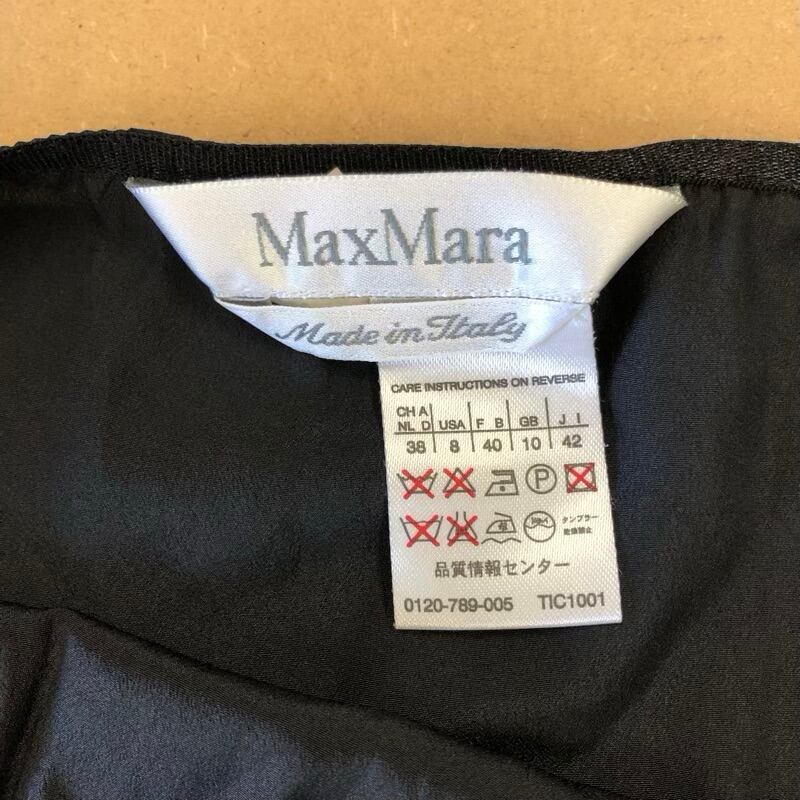 MaxMara
Made in Italy
CARE INSTRUCTIONS ON REVERSE
CH A USA F B GB J I
NL D
38 8 40 10 42
P
タンブラー
乾燥禁止
品質情報センター
0120-789-005 TIC1001